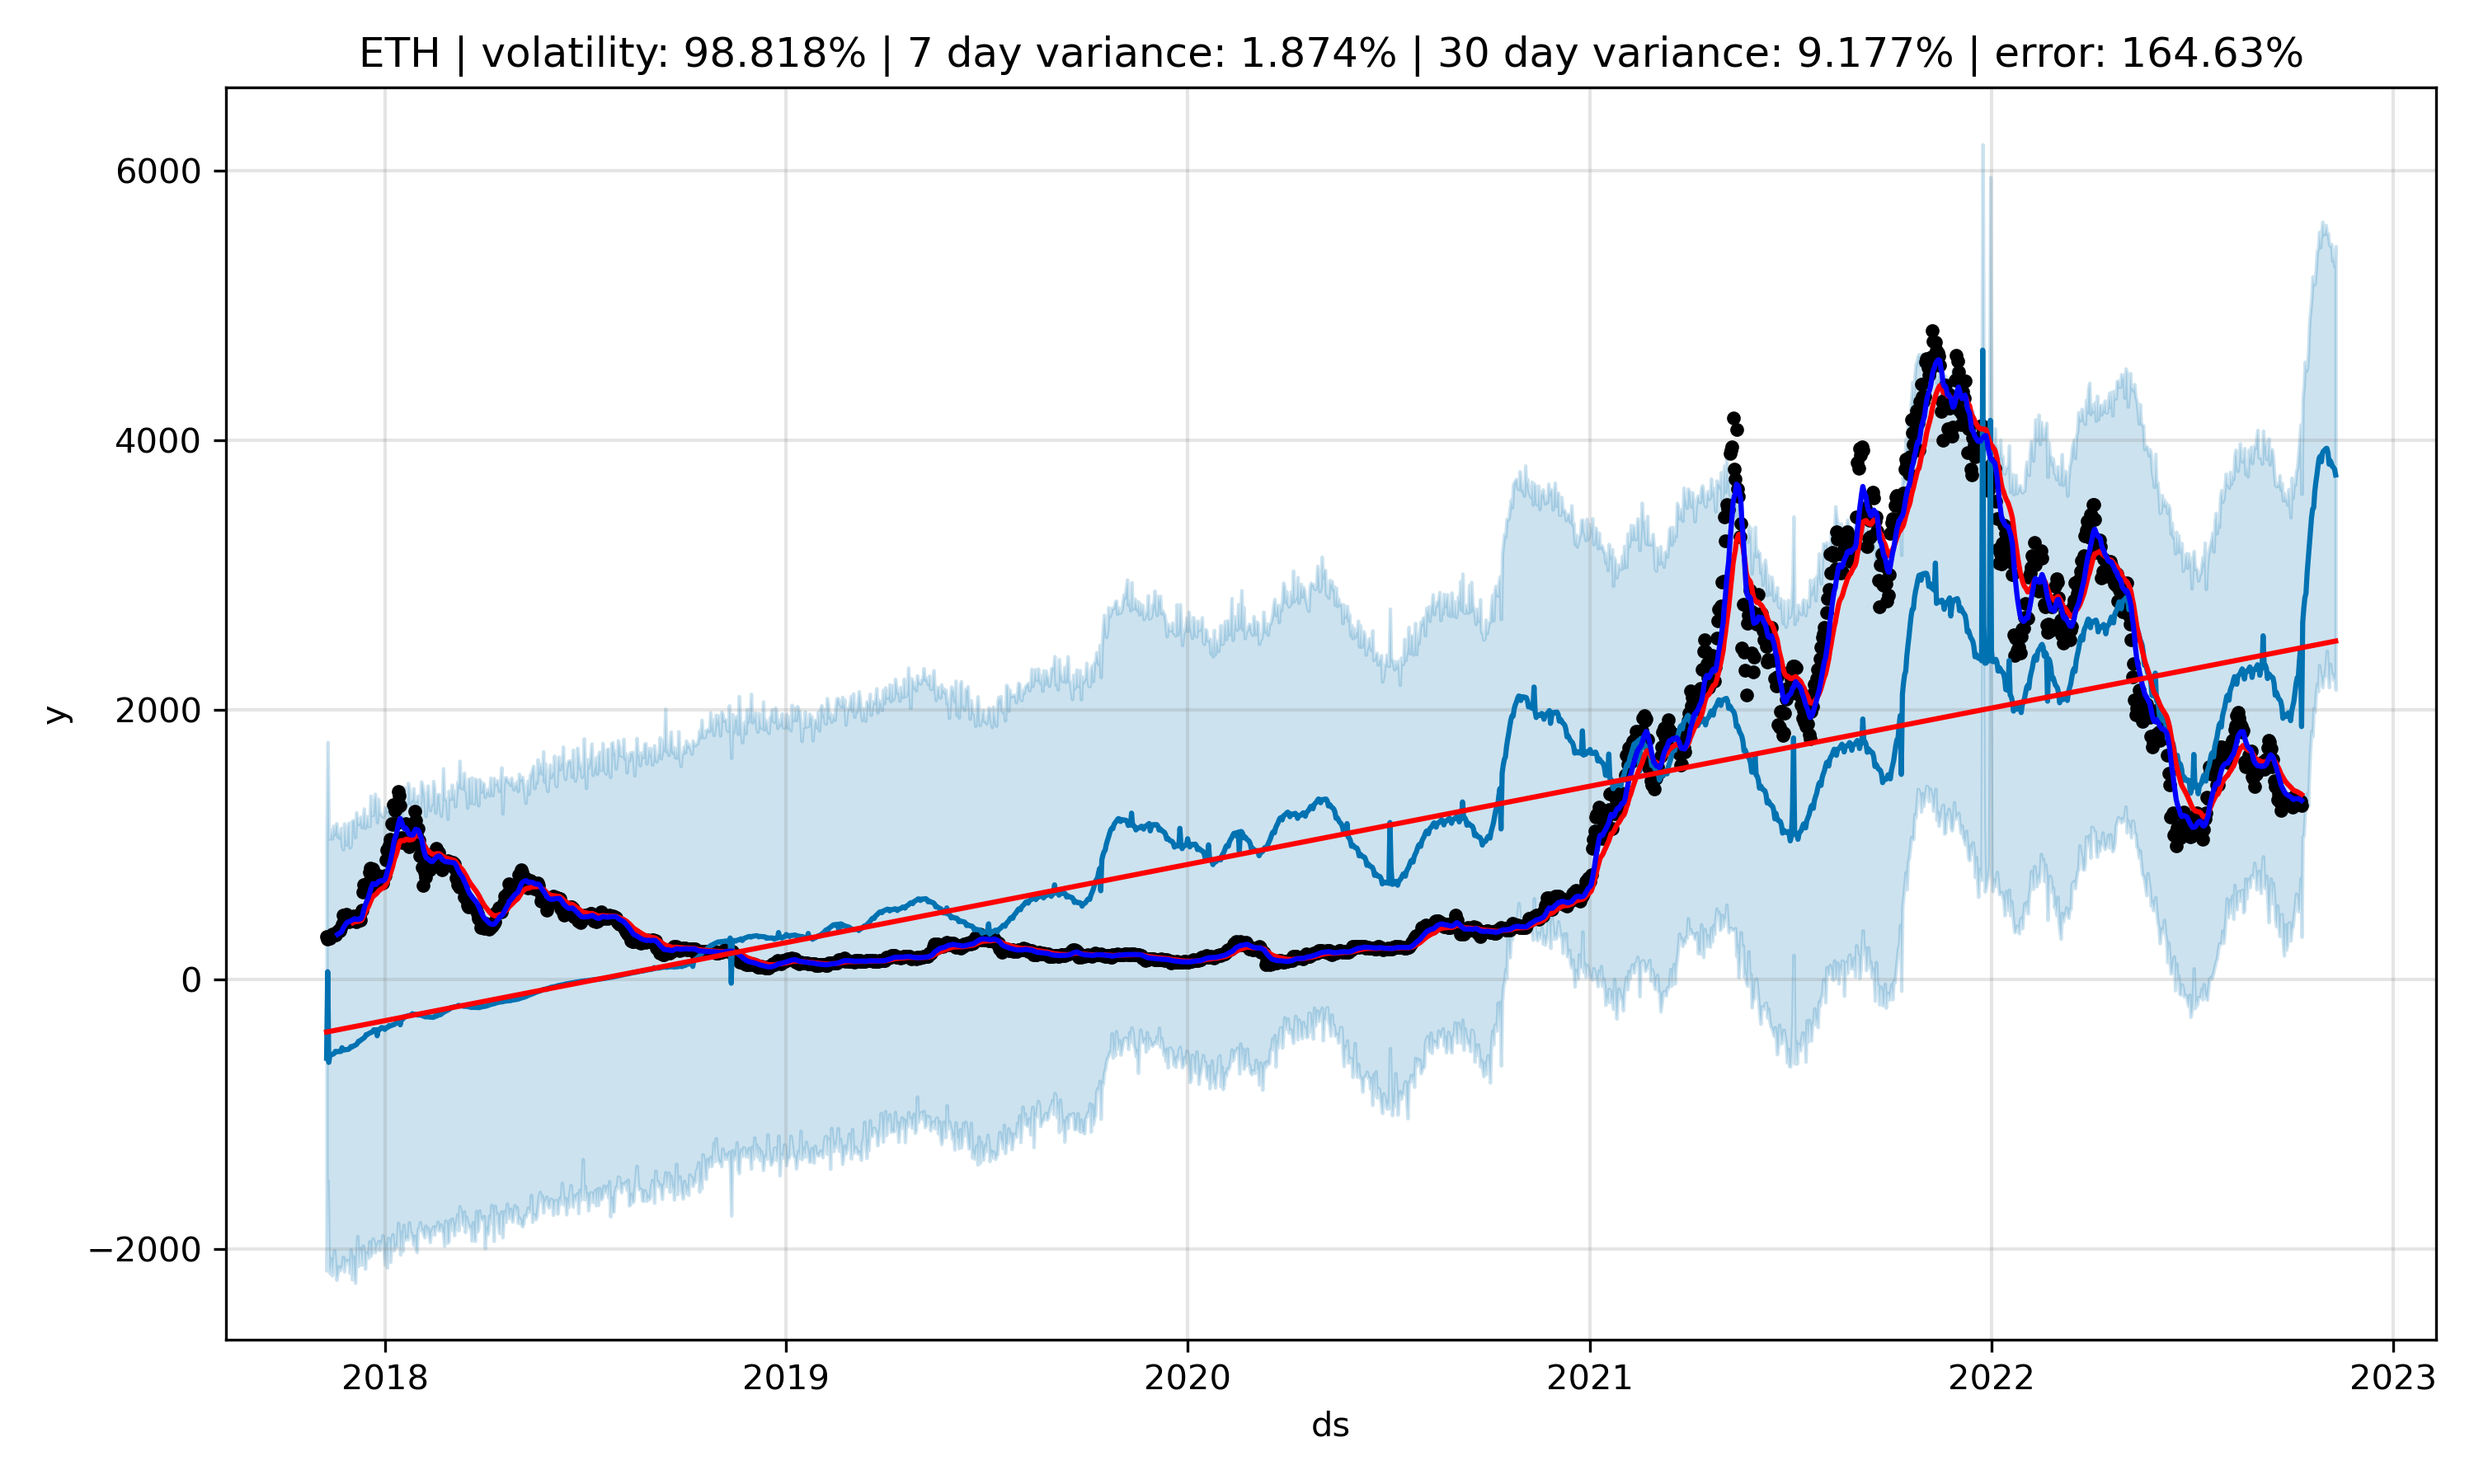 ETH | volatility: 98.818% | 7 day variance: 1.874% | 30 day variance: 9.177% | error: 164.63%
6000
4000
2000
0
−2000
y
2018 2019 2020 2021 2022 2023
ds